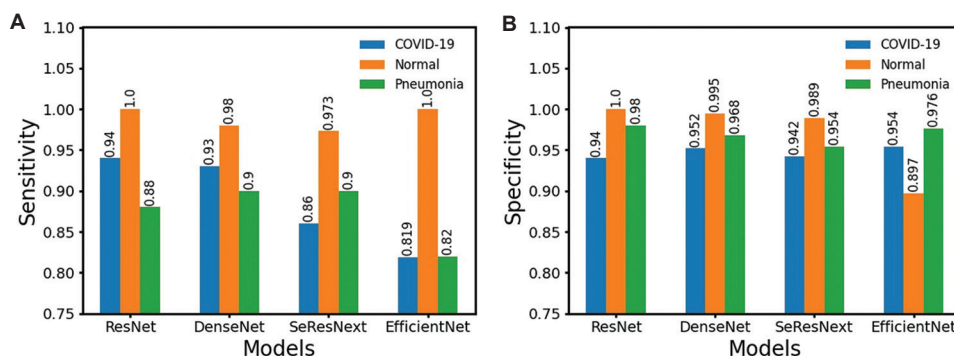 A
1.10
1.05
1.00
0.95
0.90
0.85
0.80
0.75
Sensitivity
COVID-19
Normal
Pneumonia
0.94
1.0
0.88
0.93
0.98
0.9
0.86
0.973
0.9
0.819
1.0
0.82
ResNet
DenseNet
SeResNext
EfficientNet
Models
B
1.10
1.05
1.00
0.95
0.90
0.85
0.80
0.75
Specificity
COVID-19
Normal
Pneumonia
0.94
1.0
0.98
0.952
0.995
0.968
0.942
0.989
0.954
0.954
0.897
0.976
ResNet
DenseNet
SeResNext
EfficientNet
Models